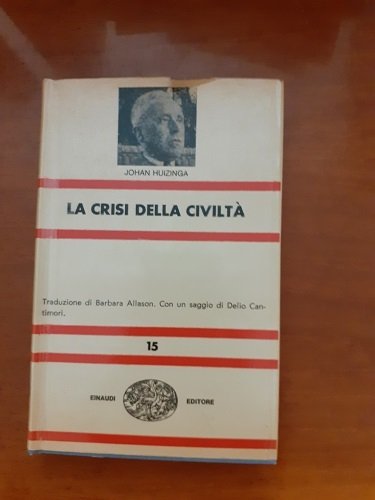 JOHAN HUIZINGA
LA CRISI DELLA CIVILTÀ
Traduzione di Barbara Allason. Con un saggio di Delio Can-
timori.
15
EINAUDI EDITORE